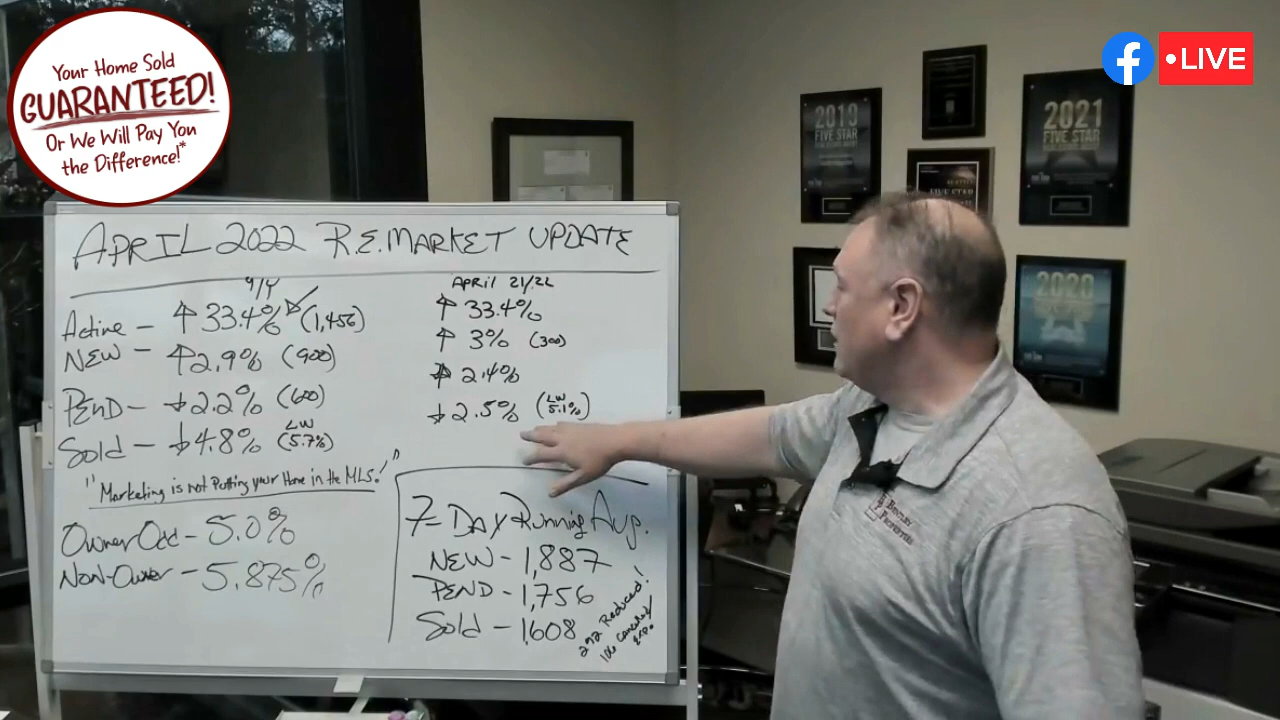 Your Home Sold
GUARANTEED!
Or We Will Pay You
the Difference!*
LIVE
2019
FIVE STAR
2021
FIVE STAR
FIVE STAR
2020
APRIL 2022 R.E. MARKET UPDATE
Y/Y
Active – ↑ 33.4% (1,456)
NEW – ↑ 2.9% (900)
PEND – ↓ 2.2% (600)
Sold – ↓ 4.8% (LW 5.7%)
APRIL 21/22
↑ 33.4%
↑ 3% (300)
2.4%
↓ 2.5% (LW 5.1%)
"Marketing is not Putting your Home in the MLS!"
Owner Occ – 5.0%
Non-Owner – 5.875%
7-Day Running Avg.
NEW – 1,887
PEND – 1,756
Sold – 1,608
292 Reduced!